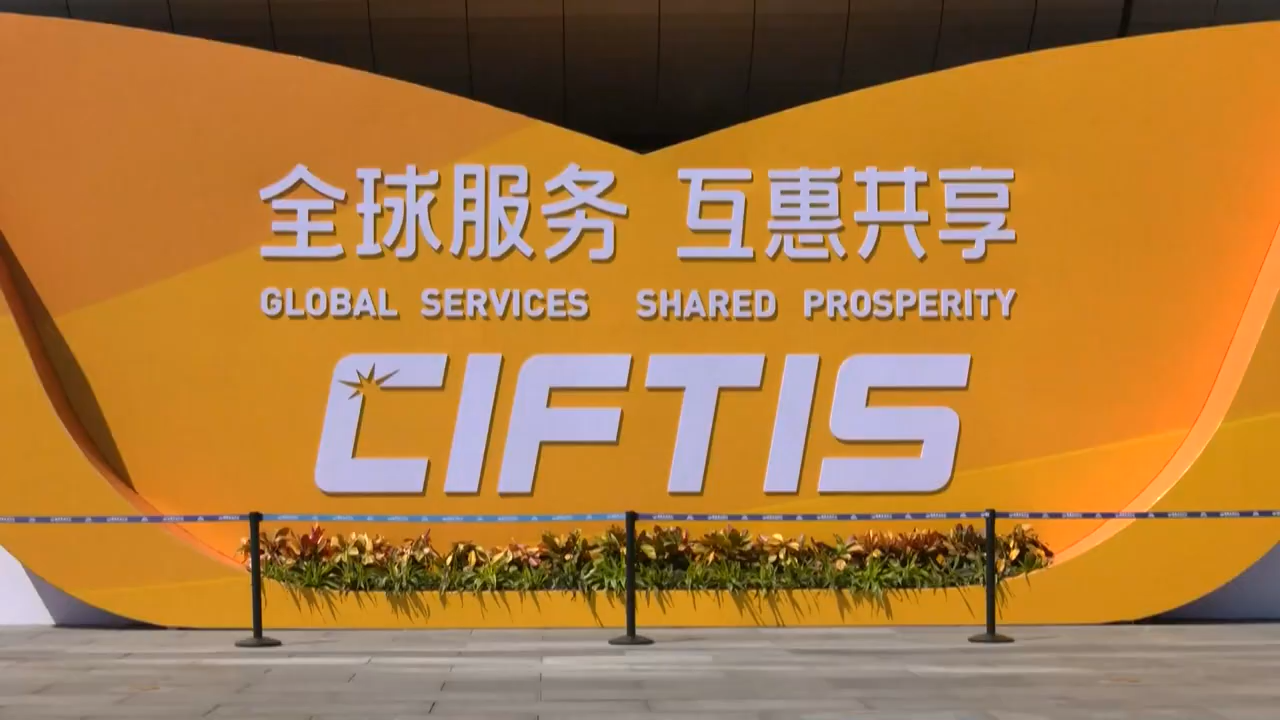 全球服务 互惠共享
GLOBAL SERVICES SHARED PROSPERITY
CIFTIS